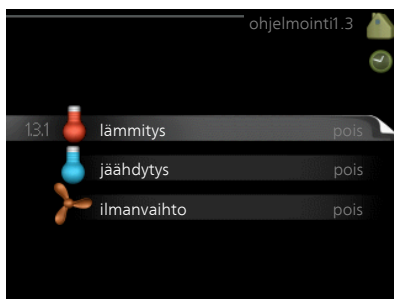 ohjelmointi1.3
1.3.1 lämmitys pois
jäähdytys pois
ilmanvaihto pois